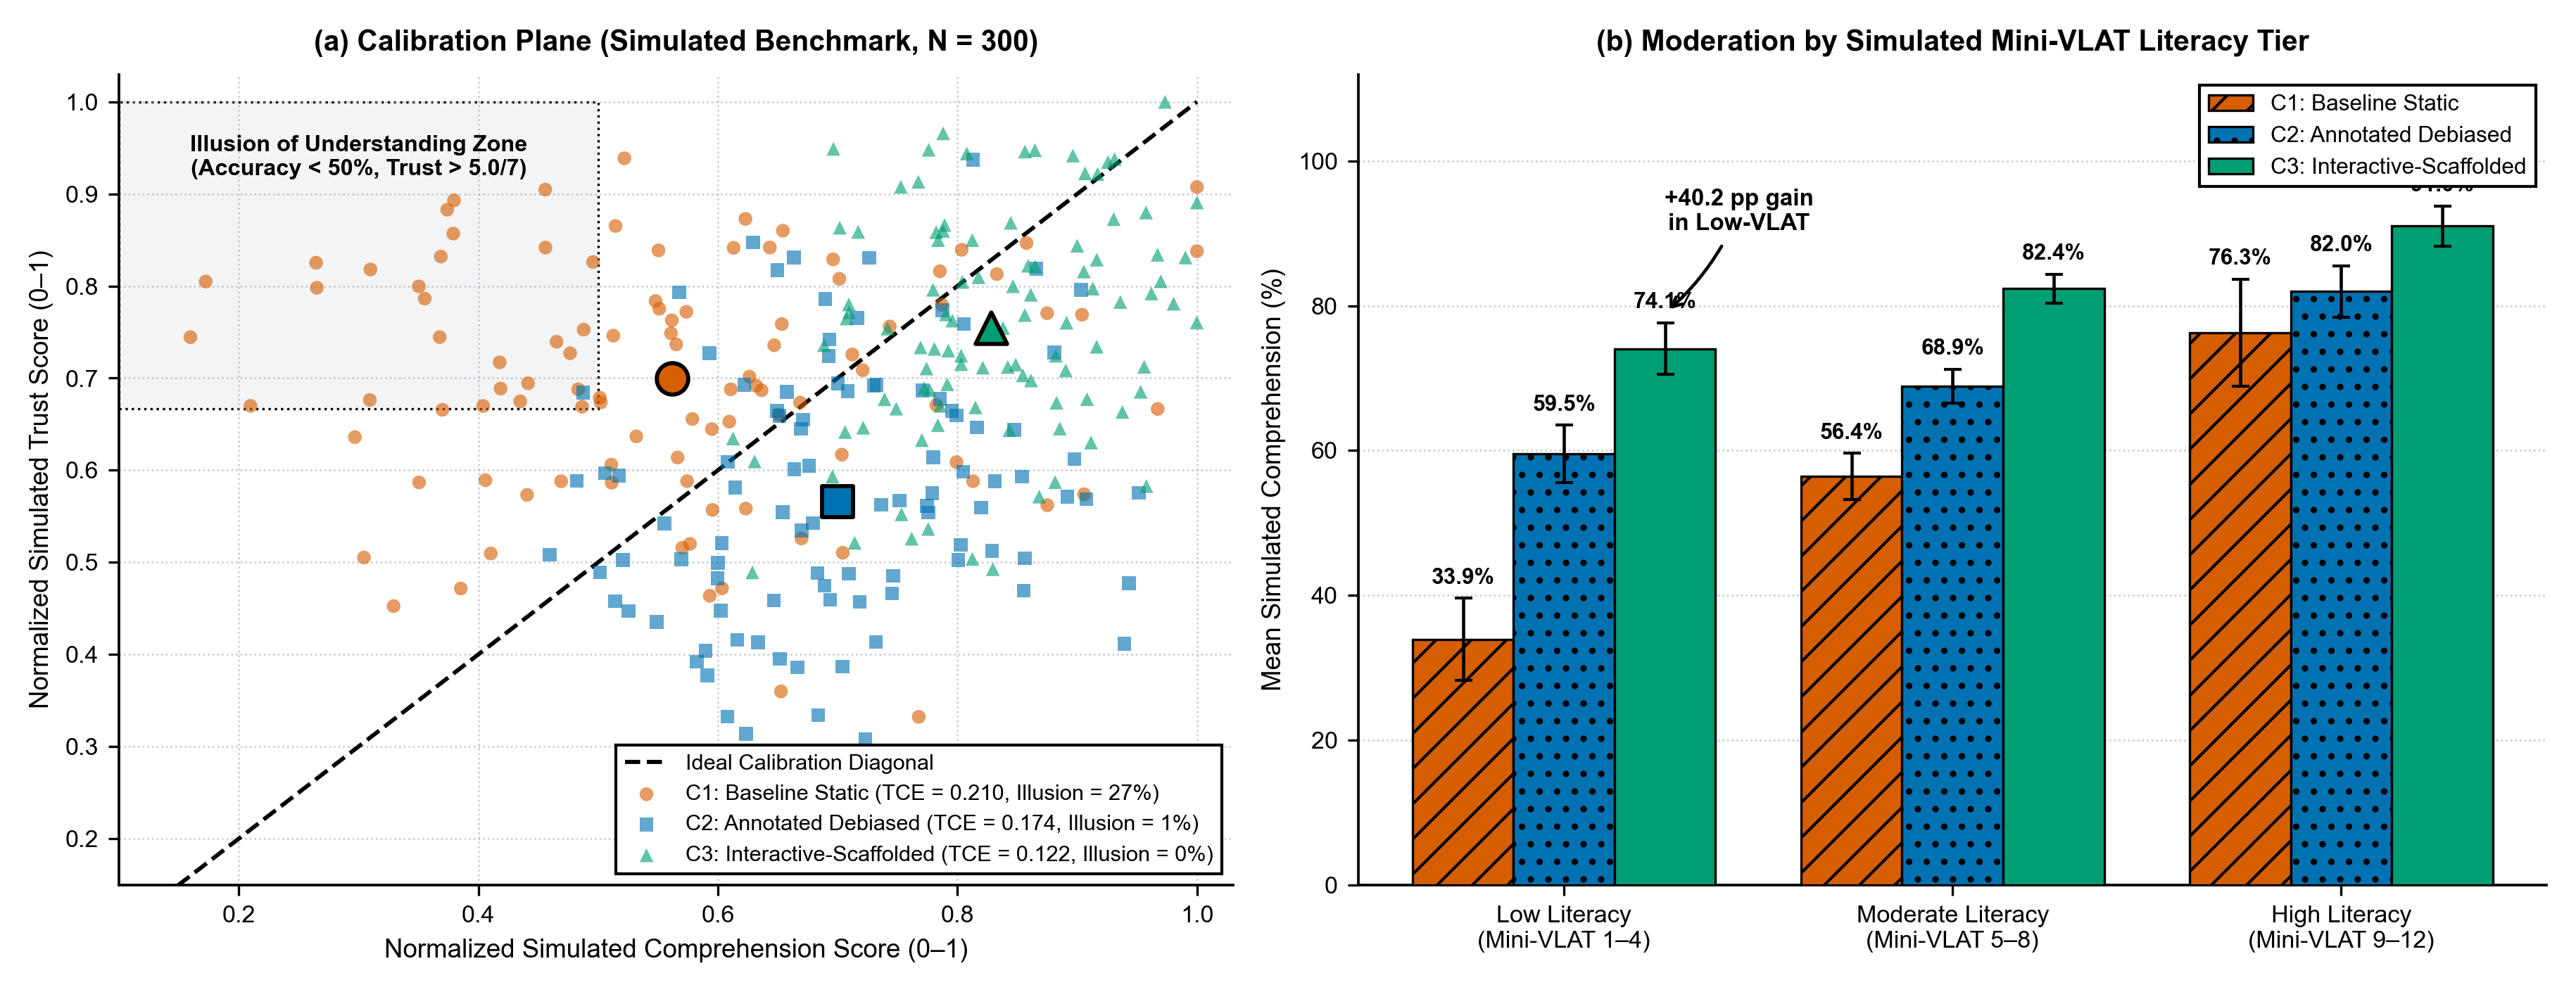 (a) Calibration Plane (Simulated Benchmark, N = 300)
Normalized Simulated Trust Score (0–1)
1.0
0.9
0.8
0.7
0.6
0.5
0.4
0.3
0.2
Illusion of Understanding Zone
(Accuracy < 50%, Trust > 5.0/7)
Ideal Calibration Diagonal
C1: Baseline Static (TCE = 0.210, Illusion = 27%)
C2: Annotated Debiased (TCE = 0.174, Illusion = 1%)
C3: Interactive-Scaffolded (TCE = 0.122, Illusion = 0%)
0.2
0.4
0.6
0.8
1.0
Normalized Simulated Comprehension Score (0–1)
(b) Moderation by Simulated Mini-VLAT Literacy Tier
Mean Simulated Comprehension (%)
100
80
60
40
20
0
C1: Baseline Static
C2: Annotated Debiased
C3: Interactive-Scaffolded
+40.2 pp gain
in Low-VLAT
33.9%
59.5%
74.1%
56.4%
68.9%
82.4%
76.3%
82.0%
Low Literacy
(Mini-VLAT 1–4)
Moderate Literacy
(Mini-VLAT 5–8)
High Literacy
(Mini-VLAT 9–12)